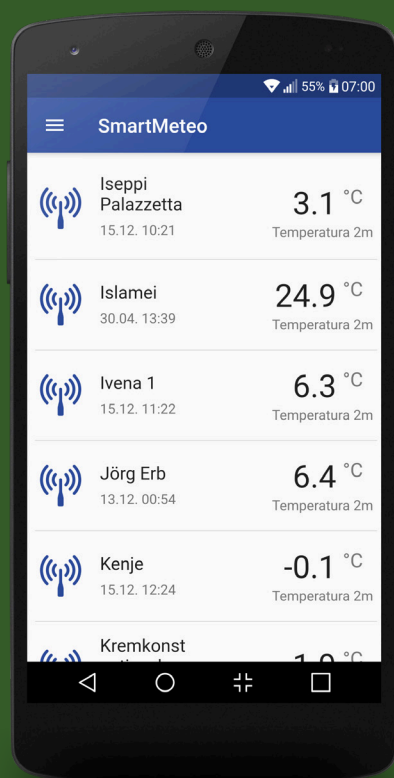 55% 07:00
SmartMeteo
Iseppi
Palazzetta
3.1 °C
15.12. 10:21
Temperatura 2m
Islamei
24.9 °C
30.04. 13:39
Temperatura 2m
Ivena 1
6.3 °C
15.12. 11:22
Temperatura 2m
Jörg Erb
6.4 °C
13.12. 00:54
Temperatura 2m
Kenje
-0.1 °C
15.12. 12:24
Temperatura 2m
Kremkonst
°C